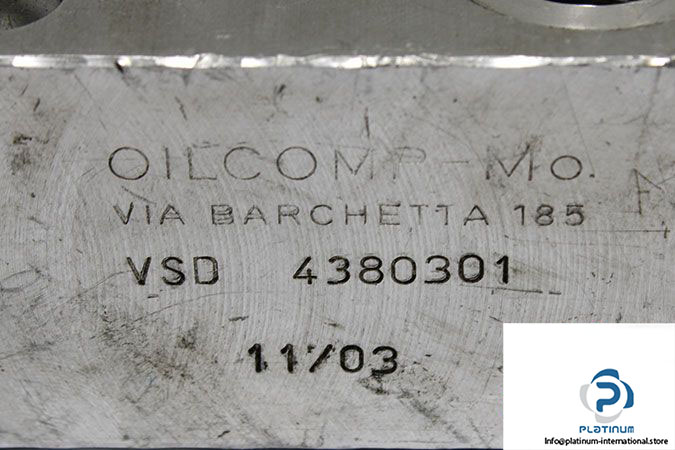 OILCOMP-Mo.
VIA BARCHETTA 185
VSD 4380301
11/03
PLATINUM
Info@platinum-international.store